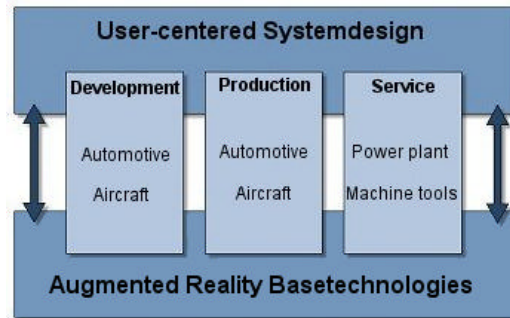 User-centered Systemdesign
Development
Automotive
Aircraft
Production
Automotive
Aircraft
Service
Power plant
Machine tools
Augmented Reality Basetechnologies